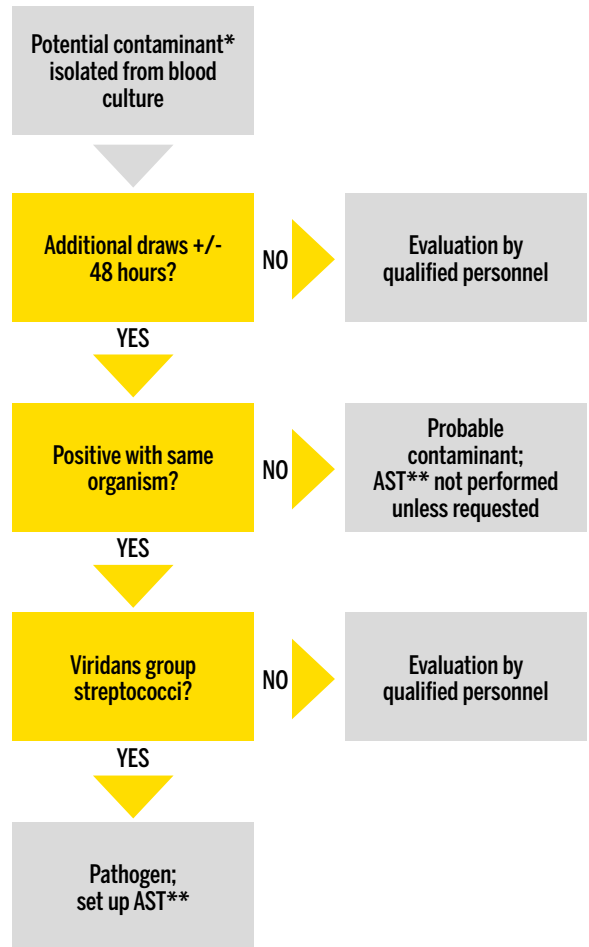 Potential contaminant*
isolated from blood
culture
Additional draws +/-
48 hours?
NO
Evaluation by
qualified personnel
YES
Positive with same
organism?
NO
Probable
contaminant;
AST** not performed
unless requested
YES
Viridans group
streptococci?
NO
Evaluation by
qualified personnel
YES
Pathogen;
set up AST**